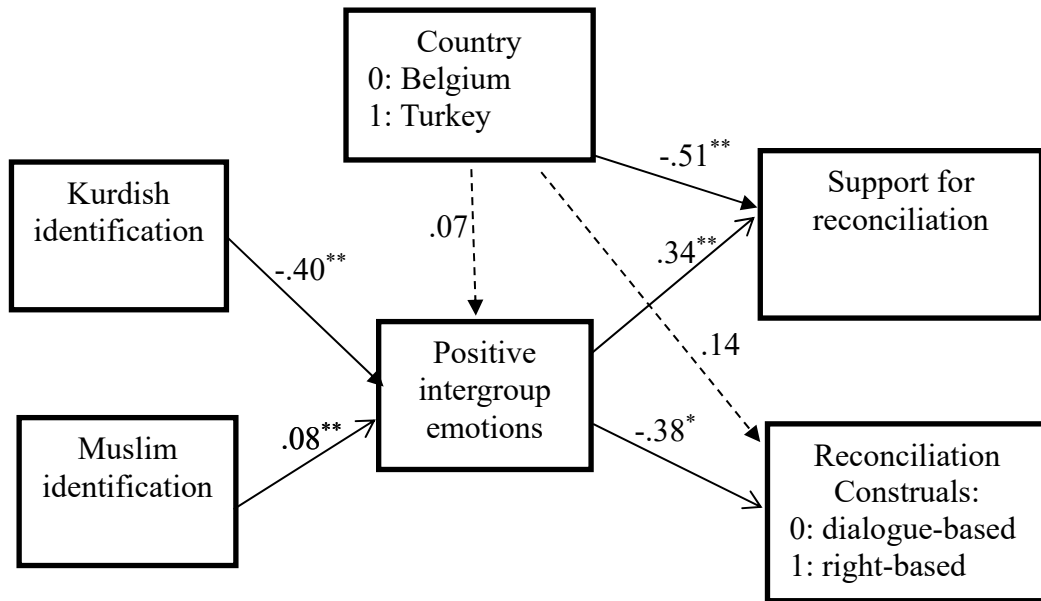 Country
0: Belgium
1: Turkey
-.51**
Kurdish
identification
Support for
reconciliation
.07
-.40**
.34**
.14
Positive
intergroup
emotions
Muslim
identification
.08**
-.38*
Reconciliation
Construals:
0: dialogue-based
1: right-based